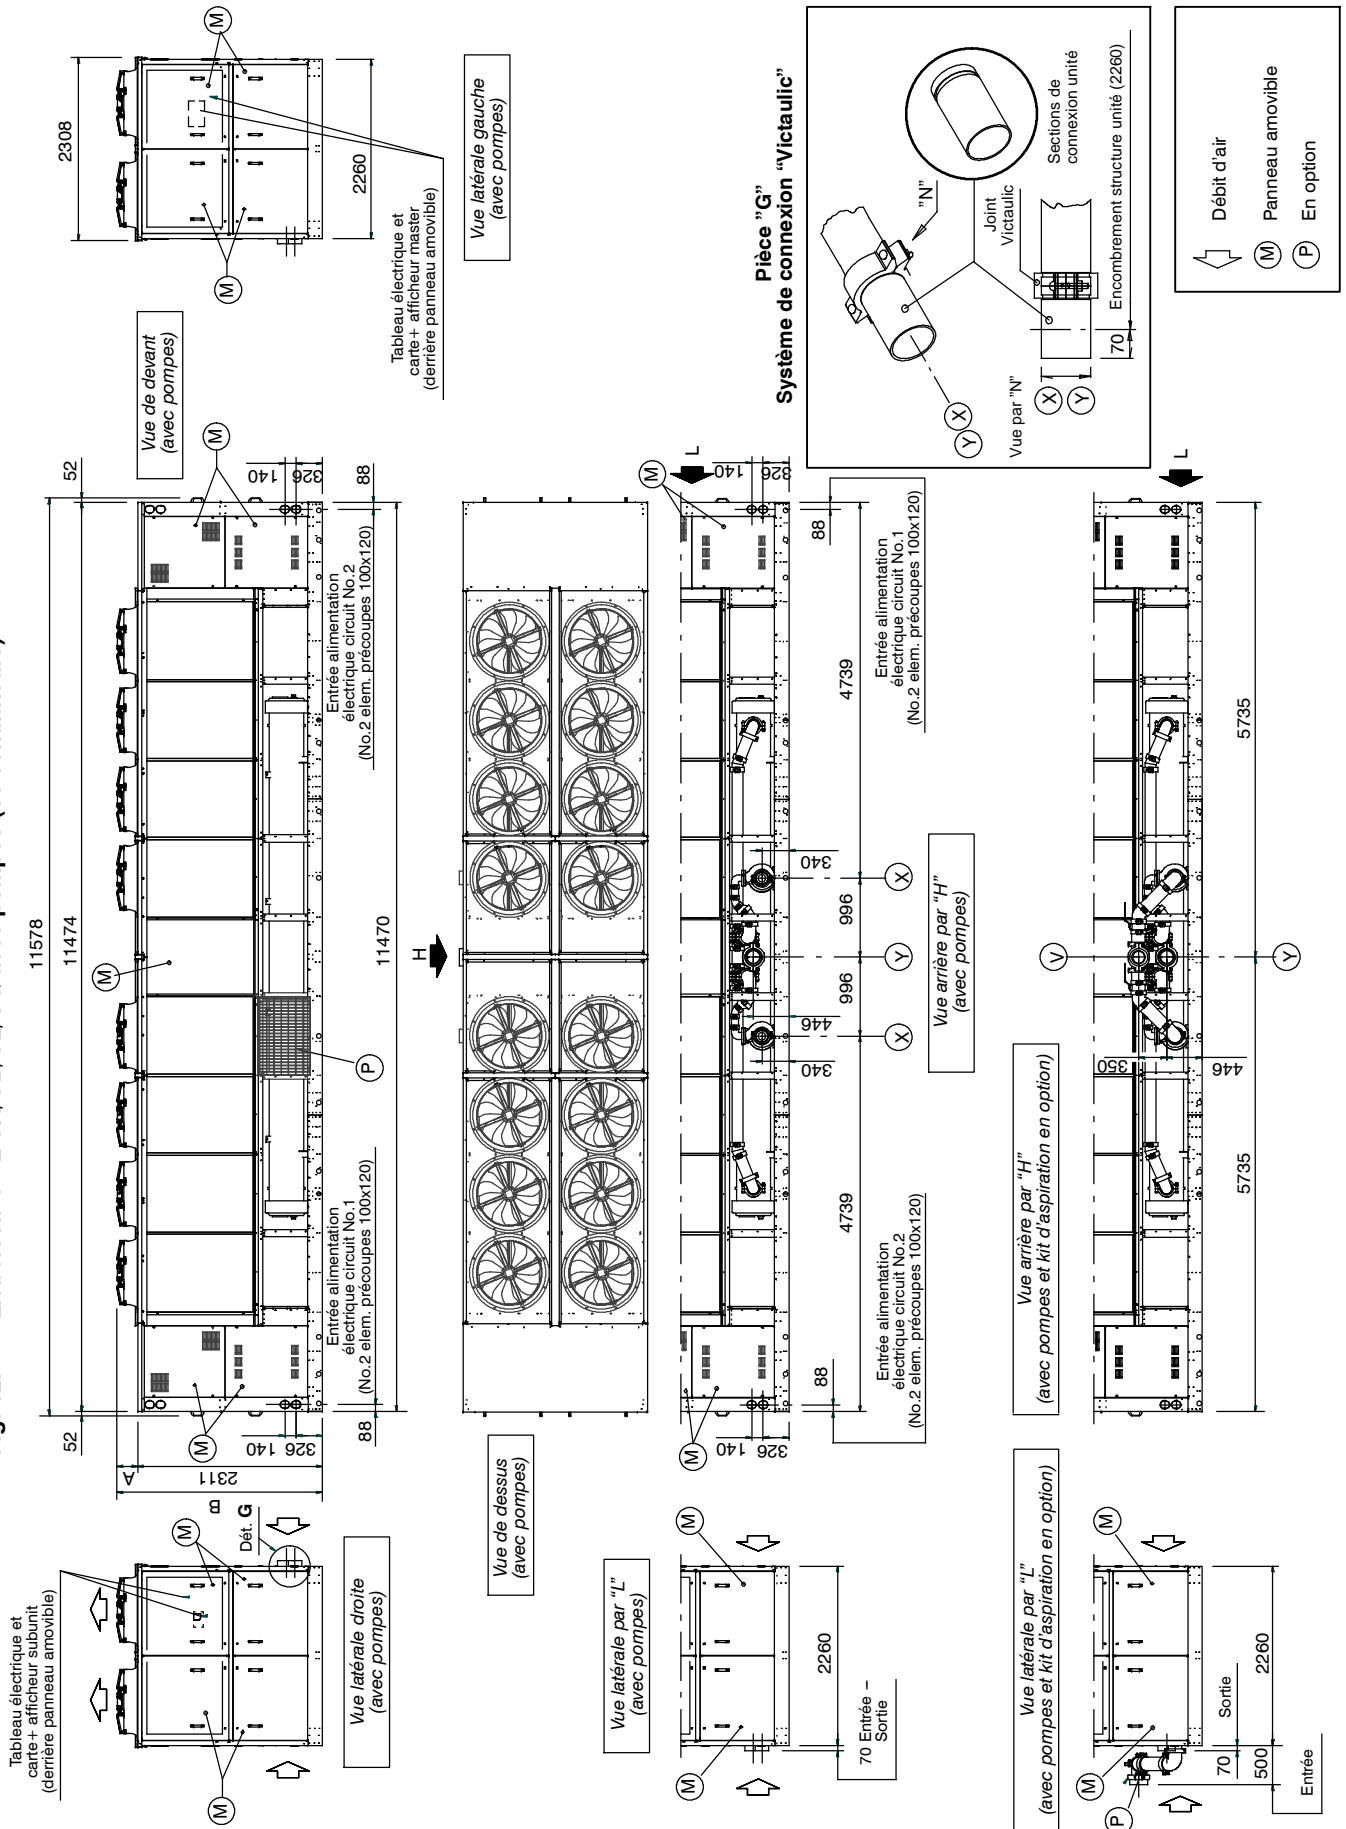 2308
2260
M
M
Vue latérale gauche
(avec pompes)
Tableau électrique et
carte+ afficheur master
(derrière panneau amovible)
Pièce "G"
Système de connexion "Victaulic"
"N"
Joint
Victaulic
Sections de
connexion unité
Encombrement structure unité (2260)
70
Vue par "N"
X
Y
X
Y
Débit d'air
M
Panneau amovible
P
En option
Vue de devant
(avec pompes)
11578
11474
52
52
M
M
M
P
140
326
88
140
326
88
A
2311
B
11470
Entrée alimentation
électrique circuit No.2
(No.2 elem. précoupes 100x120)
Entrée alimentation
électrique circuit No.1
(No.2 elem. précoupes 100x120)
Tableau électrique et
carte+ afficheur subunit
(derrière panneau amovible)
M
M
Dét. G
Vue latérale droite
(avec pompes)
H
Vue de dessus
(avec pompes)
L
M
M
140
326
88
140
326
88
4739
996
996
4739
340
446
340
X
Y
X
Entrée alimentation
électrique circuit No.1
(No.2 elem. précoupes 100x120)
Entrée alimentation
électrique circuit No.2
(No.2 elem. précoupes 100x120)
Vue arrière par "H"
(avec pompes)
Vue latérale par "L"
(avec pompes)
M
M
2260
70 Entrée –
Sortie
L
V
Y
350
446
5735
5735
Vue arrière par "H"
(avec pompes et kit d'aspiration en option)
Vue latérale par "L"
(avec pompes et kit d'aspiration en option)
M
M
P
70
Sortie
500
2260
Entrée